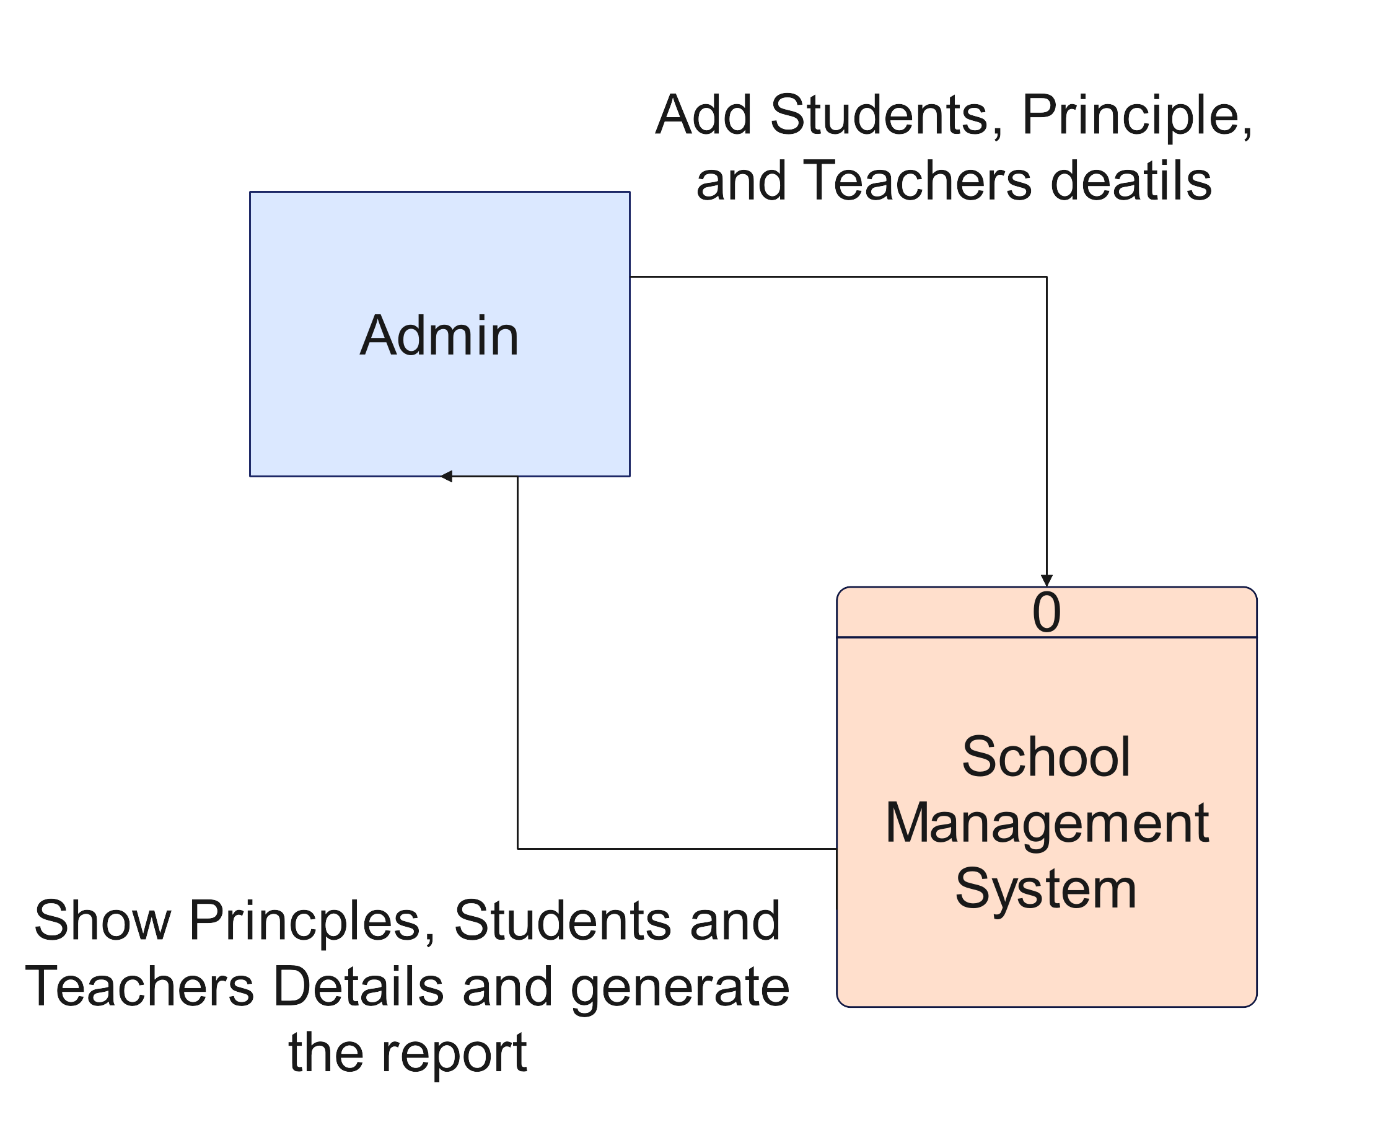 Add Students, Principle,
and Teachers deatils
Admin
0
School
Management
System
Show Princples, Students and
Teachers Details and generate
the report